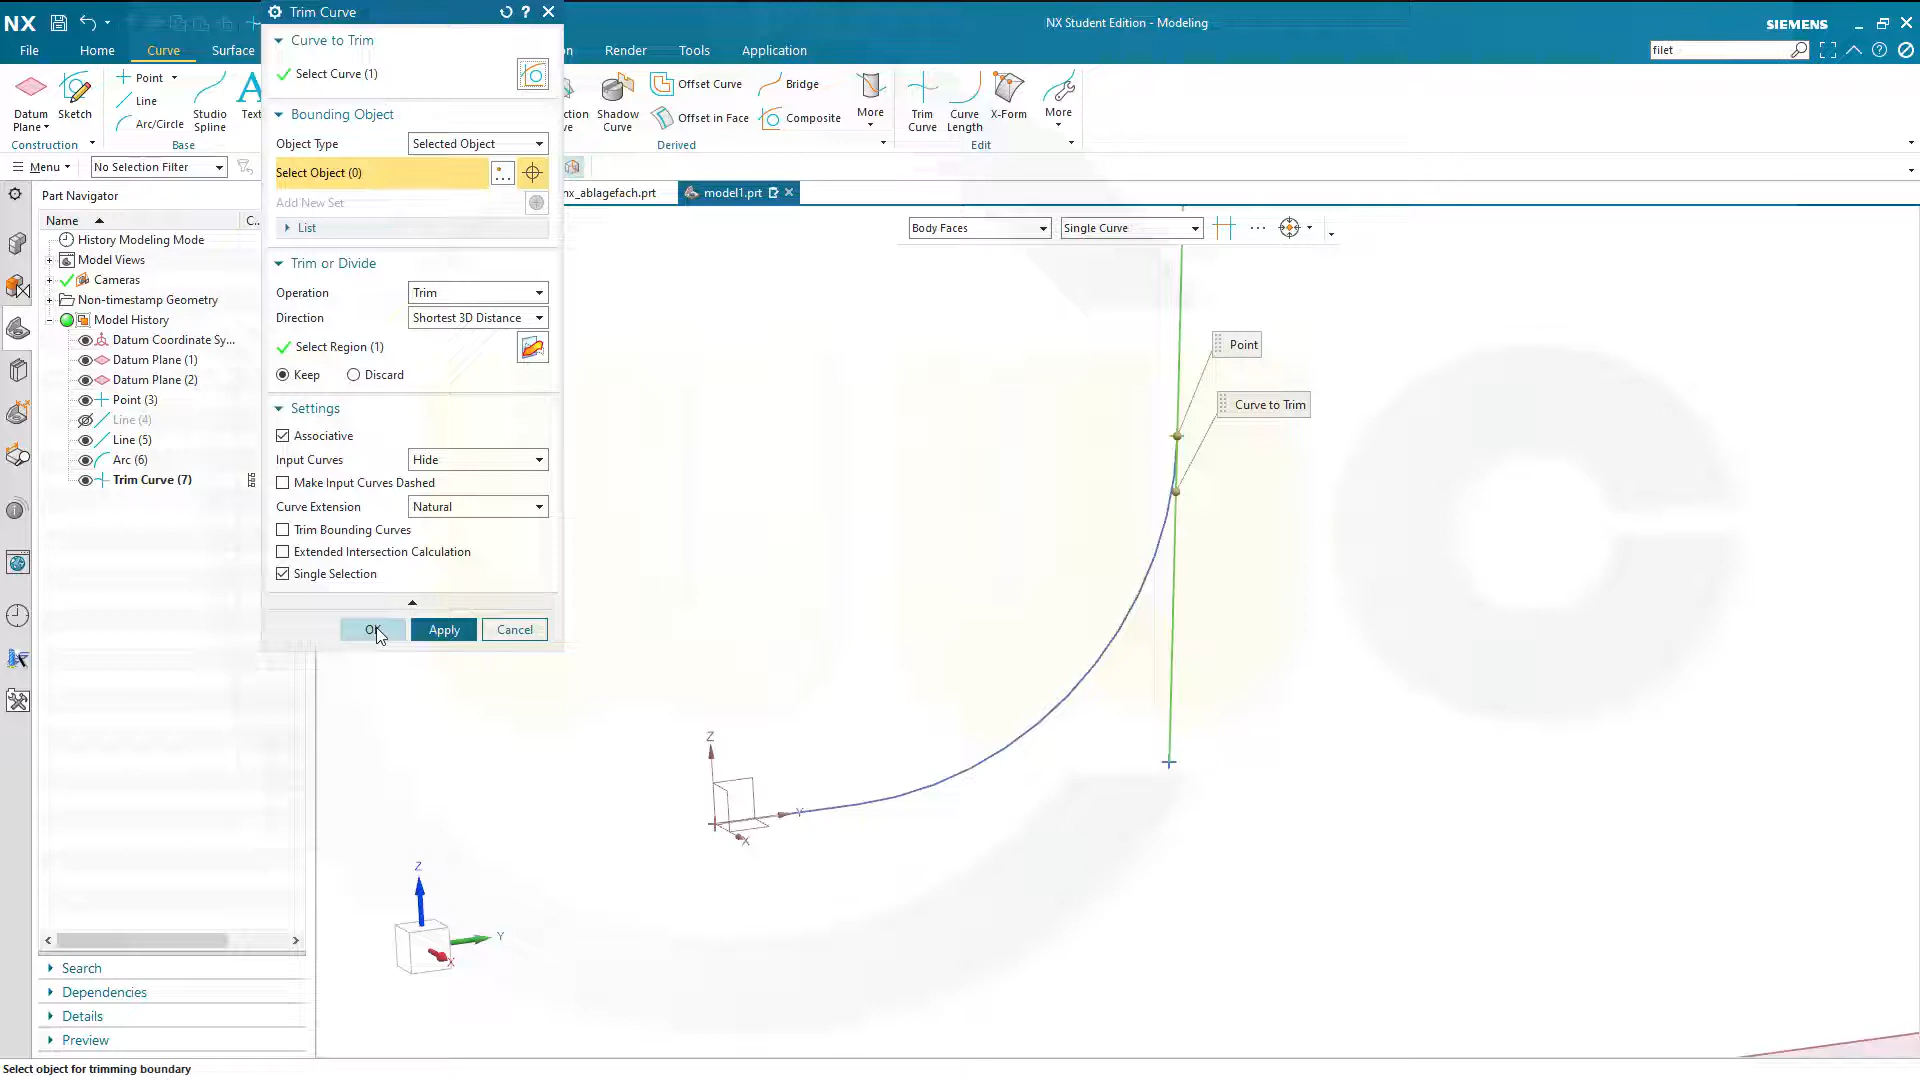 NX
Trim Curve
NX Student Edition - Modeling
SIEMENS
File
Home
Curve
Surface
Render
Tools
Application
filet
Datum Plane
Sketch
Point
Line
Arc/Circle
Studio Spline
Text
Shadow Curve
Offset Curve
Offset in Face
Bridge
Composite
More
Trim Curve
Curve Length
X-Form
More
Construction
Base
Derived
Edit
Menu
No Selection Filter
nx_ablagefach.prt
model1.prt
Body Faces
Single Curve
Curve to Trim
Select Curve (1)
Bounding Object
Object Type
Selected Object
Select Object (0)
Add New Set
List
Trim or Divide
Operation
Trim
Direction
Shortest 3D Distance
Select Region (1)
Keep
Discard
Settings
Associative
Input Curves
Hide
Make Input Curves Dashed
Curve Extension
Natural
Trim Bounding Curves
Extended Intersection Calculation
Single Selection
OK
Apply
Cancel
Part Navigator
Name
C...
History Modeling Mode
Model Views
Cameras
Non-timestamp Geometry
Model History
Datum Coordinate Sy...
Datum Plane (1)
Datum Plane (2)
Point (3)
Line (4)
Line (5)
Arc (6)
Trim Curve (7)
Search
Dependencies
Details
Preview
Point
Curve to Trim
Z
Y
X
Z
Y
X
Select object for trimming boundary